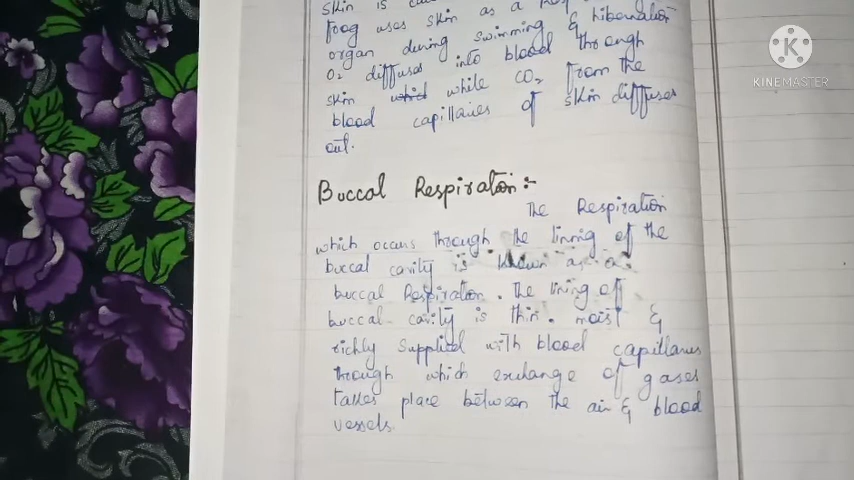 skin is
frog uses skin as a
organ during swimming & hibernation
O2 diffuses into blood through
skin which while CO2 from the
blood capillaries of skin diffuses
out.
Buccal Respiration:-
The Respiration
which occurs through the lining of the
buccal cavity is known as a
buccal Respiration. The lining of
buccal cavity is thin. moist &
richly supplied with blood capillaries
through which exchange of gases
takes place between the air & blood
vessels.
KINEMASTER